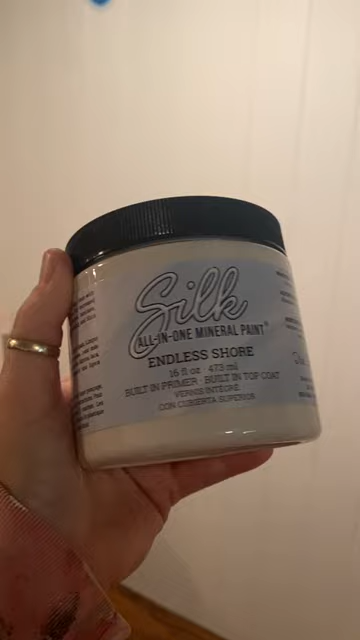 Silk
ALL-IN-ONE MINERAL PAINT®
ENDLESS SHORE
16 fl oz · 473 ml
BUILT IN PRIMER · BUILT IN TOP COAT
VERNIS INTÉGRÉ
CON CUBIERTA SUPERIOR